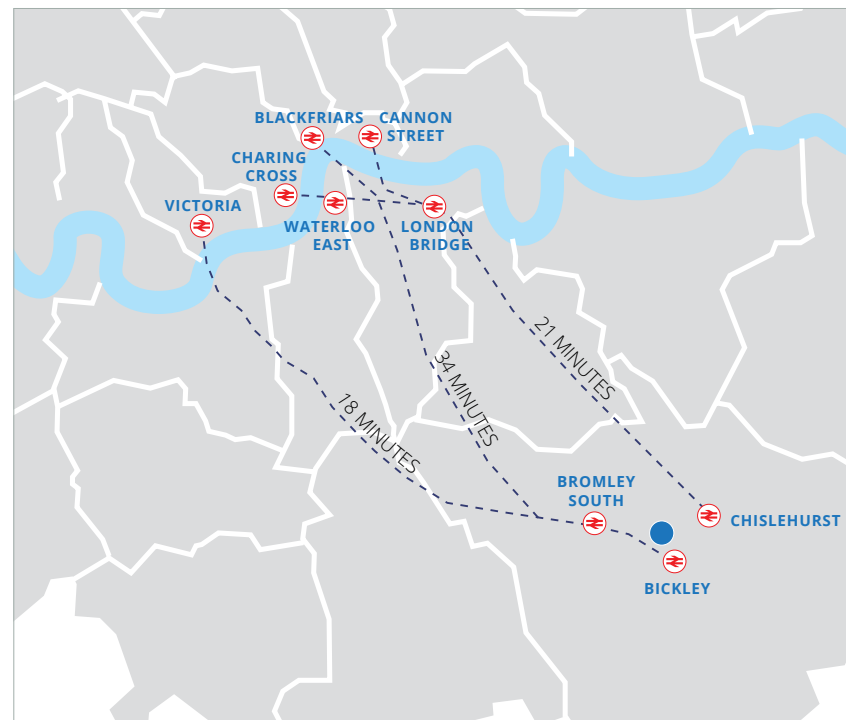 BLACKFRIARS
CANNON
STREET
CHARING
CROSS
VICTORIA
WATERLOO
EAST
LONDON
BRIDGE
21 MINUTES
34 MINUTES
18 MINUTES
BROMLEY
SOUTH
CHISLEHURST
BICKLEY